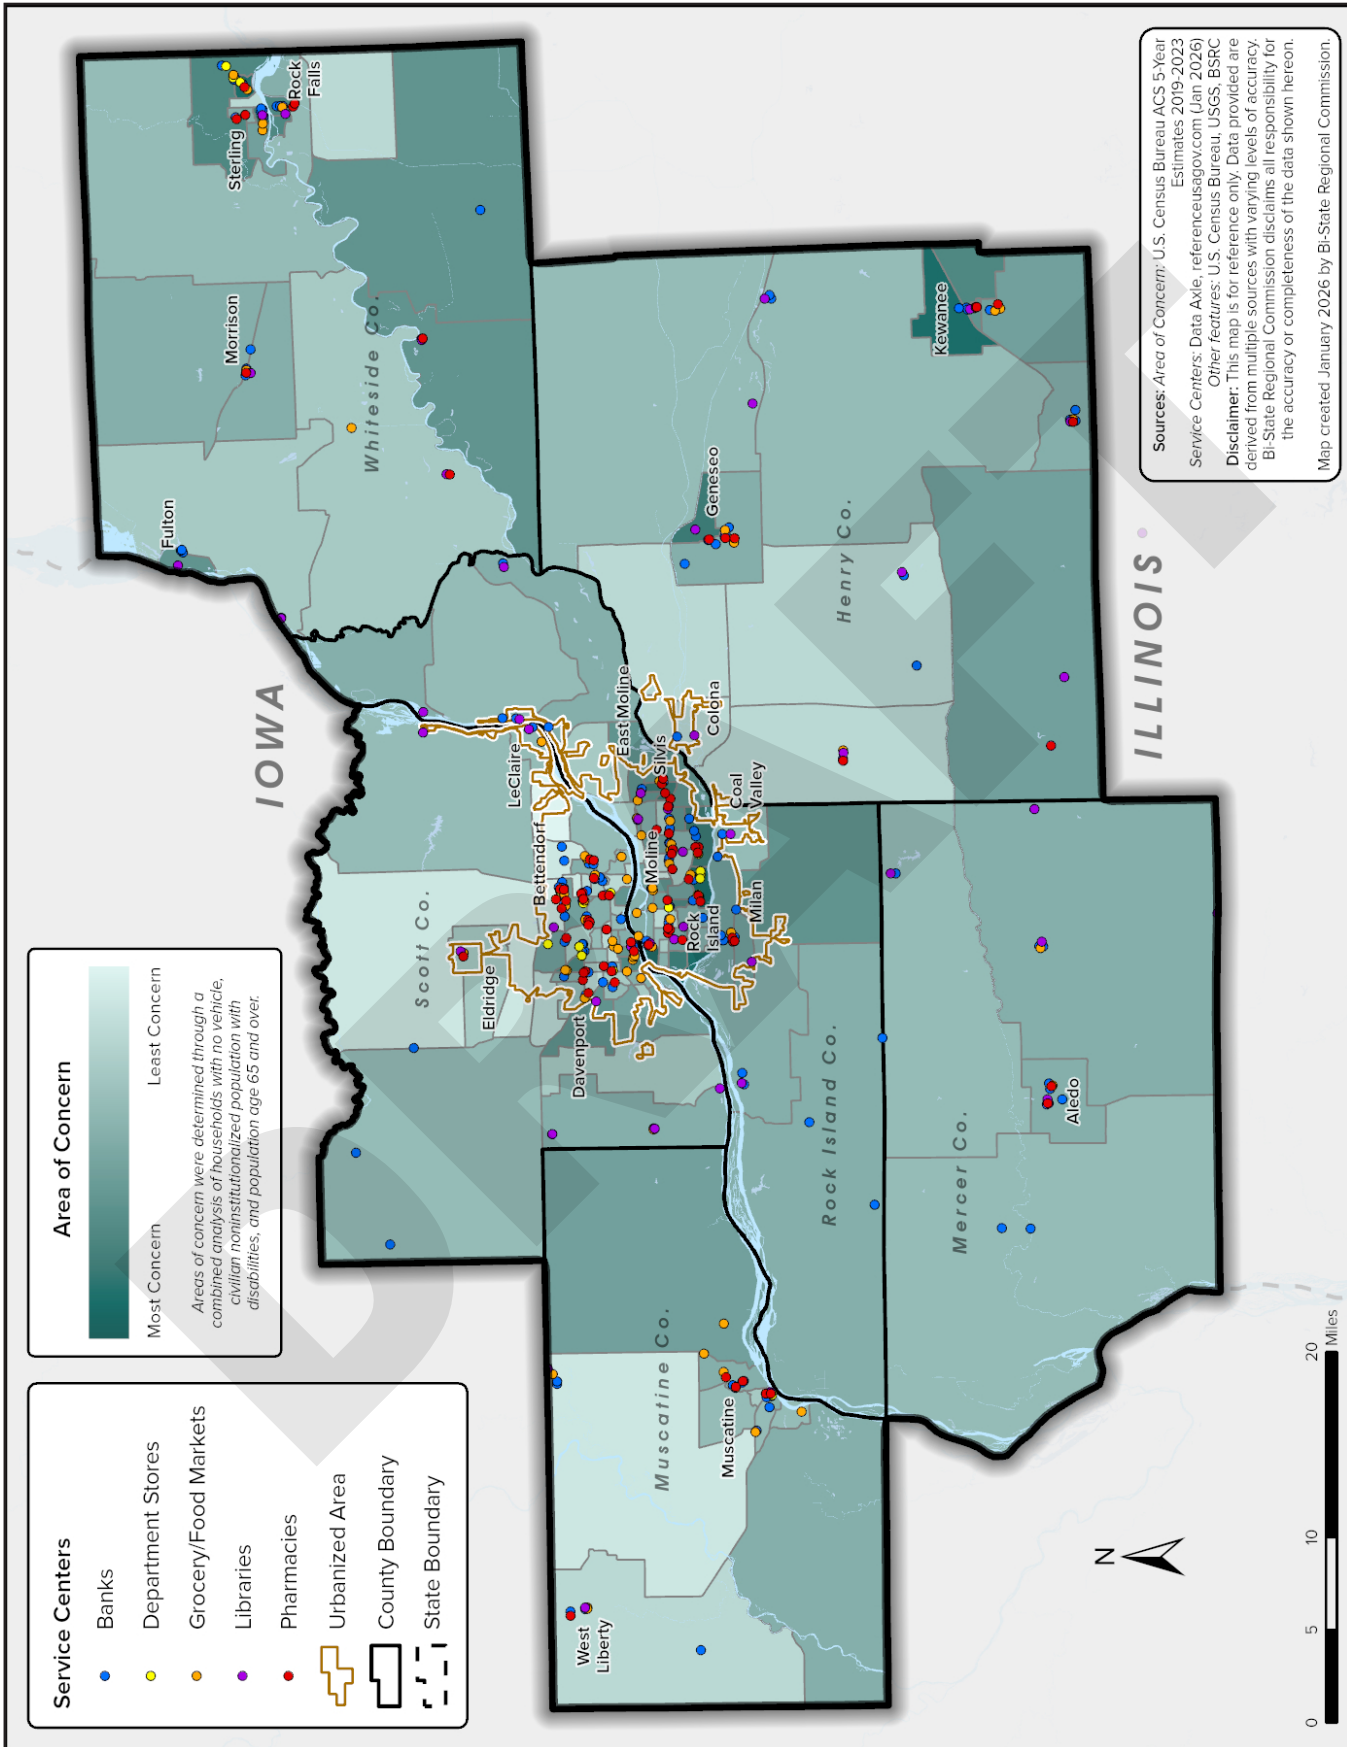 Service Centers
Banks
Department Stores
Grocery/Food Markets
Libraries
Pharmacies
Urbanized Area
County Boundary
State Boundary
Area of Concern
Most Concern
Least Concern
Areas of concern were determined through a
combined analysis of households with no vehicle,
civilian noninstitutionalized population with
disabilities, and population age 65 and over.
IOWA
Fulton
Morrison
Sterling
Rock
Falls
Whiteside Co.
Scott Co.
Eldridge
LeClaire
Bettendorf
Davenport
East Moline
Silvis
Moline
Colona
Coal
Valley
Rock
Island
Milan
Geneseo
Kewanee
Henry Co.
West
Liberty
Muscatine Co.
Muscatine
Rock Island Co.
Mercer Co.
Aledo
ILLINOIS
DRAFT
N
0
5
10
20
Miles
Sources: Area of Concern: U.S. Census Bureau ACS 5-Year
Estimates 2019-2023
Service Centers: Data Axle, referenceusagov.com (Jan 2026)
Other features: U.S. Census Bureau, USGS, BSRC
Disclaimer: This map is for reference only. Data provided are
derived from multiple sources with varying levels of accuracy.
Bi-State Regional Commission disclaims all responsibility for
the accuracy or completeness of the data shown hereon.
Map created January 2026 by Bi-State Regional Commission.